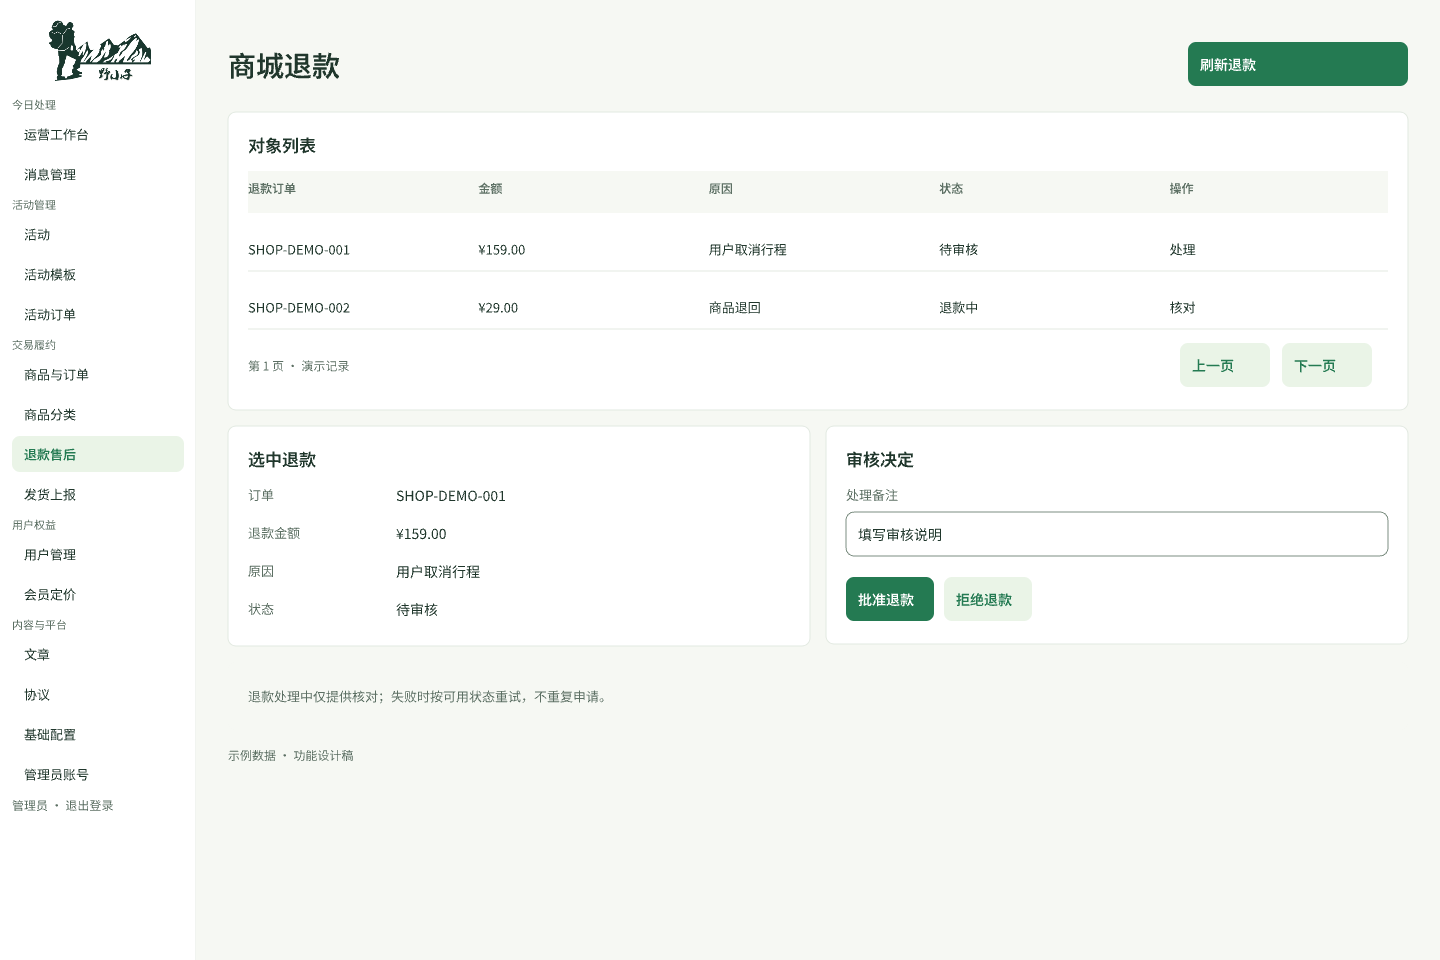 野小子
今日处理
运营工作台
消息管理
活动管理
活动
活动模板
活动订单
交易履约
商品与订单
商品分类
退款售后
发货上报
用户权益
用户管理
会员定价
内容与平台
文章
协议
基础配置
管理员账号
管理员 · 退出登录
商城退款
刷新退款
对象列表
退款订单 金额 原因 状态 操作
SHOP-DEMO-001 ¥159.00 用户取消行程 待审核 处理
SHOP-DEMO-002 ¥29.00 商品退回 退款中 核对
第 1 页 · 演示记录 上一页 下一页
选中退款
订单 SHOP-DEMO-001
退款金额 ¥159.00
原因 用户取消行程
状态 待审核
审核决定
处理备注
填写审核说明
批准退款 拒绝退款
退款处理中仅提供核对；失败时按可用状态重试，不重复申请。
示例数据 · 功能设计稿